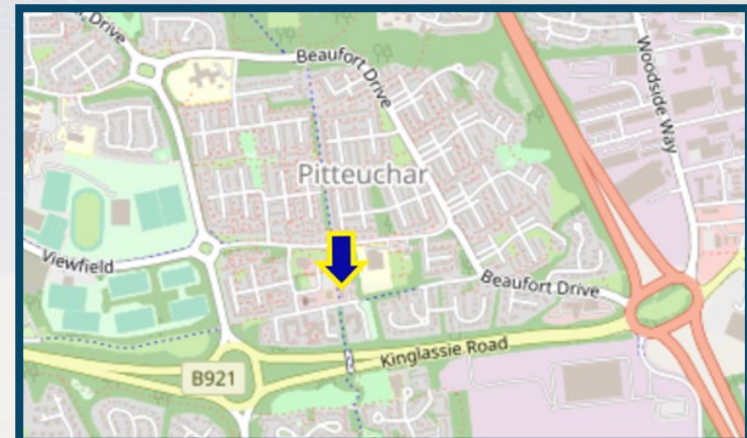 Drive
Beaufort Drive
Woodside Way
Pitteuchar
Viewfield
Beaufort Drive
Kinglassie Road
B921